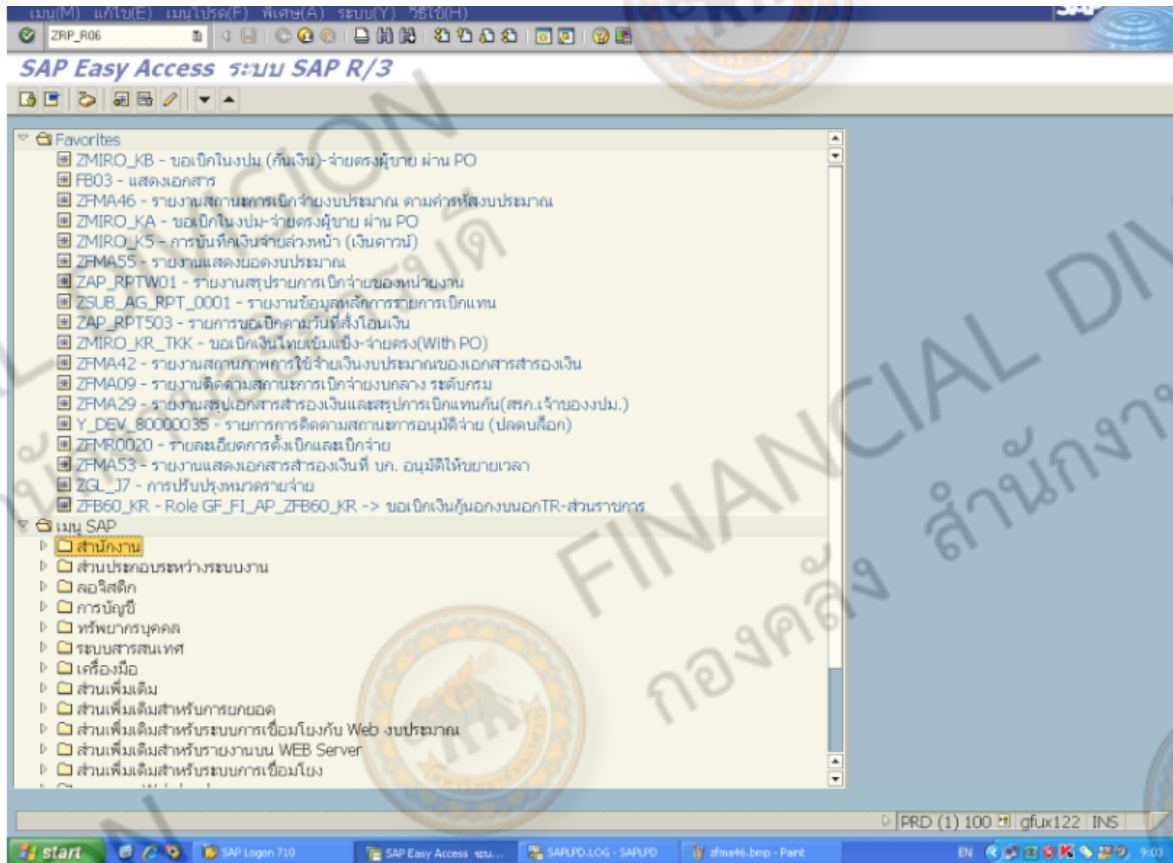 เมนู(M) แก้ไข(E) เมนูโปรด(F) พิเศษ(A) ระบบ(Y) วิธีใช้(H)
ZRP_R06
SAP Easy Access ระบบ SAP R/3
Favorites
ZMIRO_KB - ขอเบิกในงปม (กันเงิน)-จ่ายตรงผู้ขาย ผ่าน PO
FB03 - แสดงเอกสาร
ZFMA46 - รายงานสถานะการเบิกจ่ายงบประมาณ ตามค่ารหัสงบประมาณ
ZMIRO_KA - ขอเบิกในงปม-จ่ายตรงผู้ขาย ผ่าน PO
ZMIRO_K5 - การบันทึกเงินจ่ายล่วงหน้า (เงินดาวน์)
ZFMA55 - รายงานแสดงยอดงบประมาณ
ZAP_RPTW01 - รายงานสรุปรายการเบิกจ่ายของหน่วยงาน
ZSUB_AG_RPT_0001 - รายงานข้อมูลหลักการรายการเบิกแทน
ZAP_RPT503 - รายการขอเบิกตามวันที่สั่งโอนเงิน
ZMIRO_KR_TKK - ขอเบิกเงินไทยเข้มแข็ง-จ่ายตรง(With PO)
ZFMA42 - รายงานสถานภาพการใช้จ่ายเงินงบประมาณของเอกสารสำรองเงิน
ZFMA09 - รายงานติดตามสถานะการเบิกจ่ายงบกลาง ระดับกรม
ZFMA29 - รายงานสรุปเอกสารสำรองเงินและสรุปการเบิกแทนกัน(สรก.เจ้าของงปม.)
Y_DEV_80000035 - รายการการติดตามสถานะการอนุมัติจ่าย (ปลดบล็อก)
ZFMR0020 - รายละเอียดการตั้งเบิกและเบิกจ่าย
ZFMA53 - รายงานแสดงเอกสารสำรองเงินที่ บก. อนุมัติให้ขยายเวลา
ZGL_J7 - การปรับปรุงหมวดรายจ่าย
ZFB60_KR - Role GF_FI_AP_ZFB60_KR -> ขอเบิกเงินกู้นอกงบนอกTR-ส่วนราชการ
เมนู SAP
สำนักงาน
ส่วนประกอบระหว่างระบบงาน
ลอจิสติก
การบัญชี
ทรัพยากรบุคคล
ระบบสารสนเทศ
เครื่องมือ
ส่วนเพิ่มเติม
ส่วนเพิ่มเติมสำหรับการยกยอด
ส่วนเพิ่มเติมสำหรับระบบการเชื่อมโยงกับ Web งบประมาณ
ส่วนเพิ่มเติมสำหรับรายงานบน WEB Server
ส่วนเพิ่มเติมสำหรับระบบการเชื่อมโยง
FINANCIAL DIV
กองคลัง สำนักงา
PRD (1) 100 gfux122 INS
start SAP Logon 710 SAP Easy Access ระบ... SAPLPD.LOG - SAPLPD zfma46.bmp - Paint EN 9:03